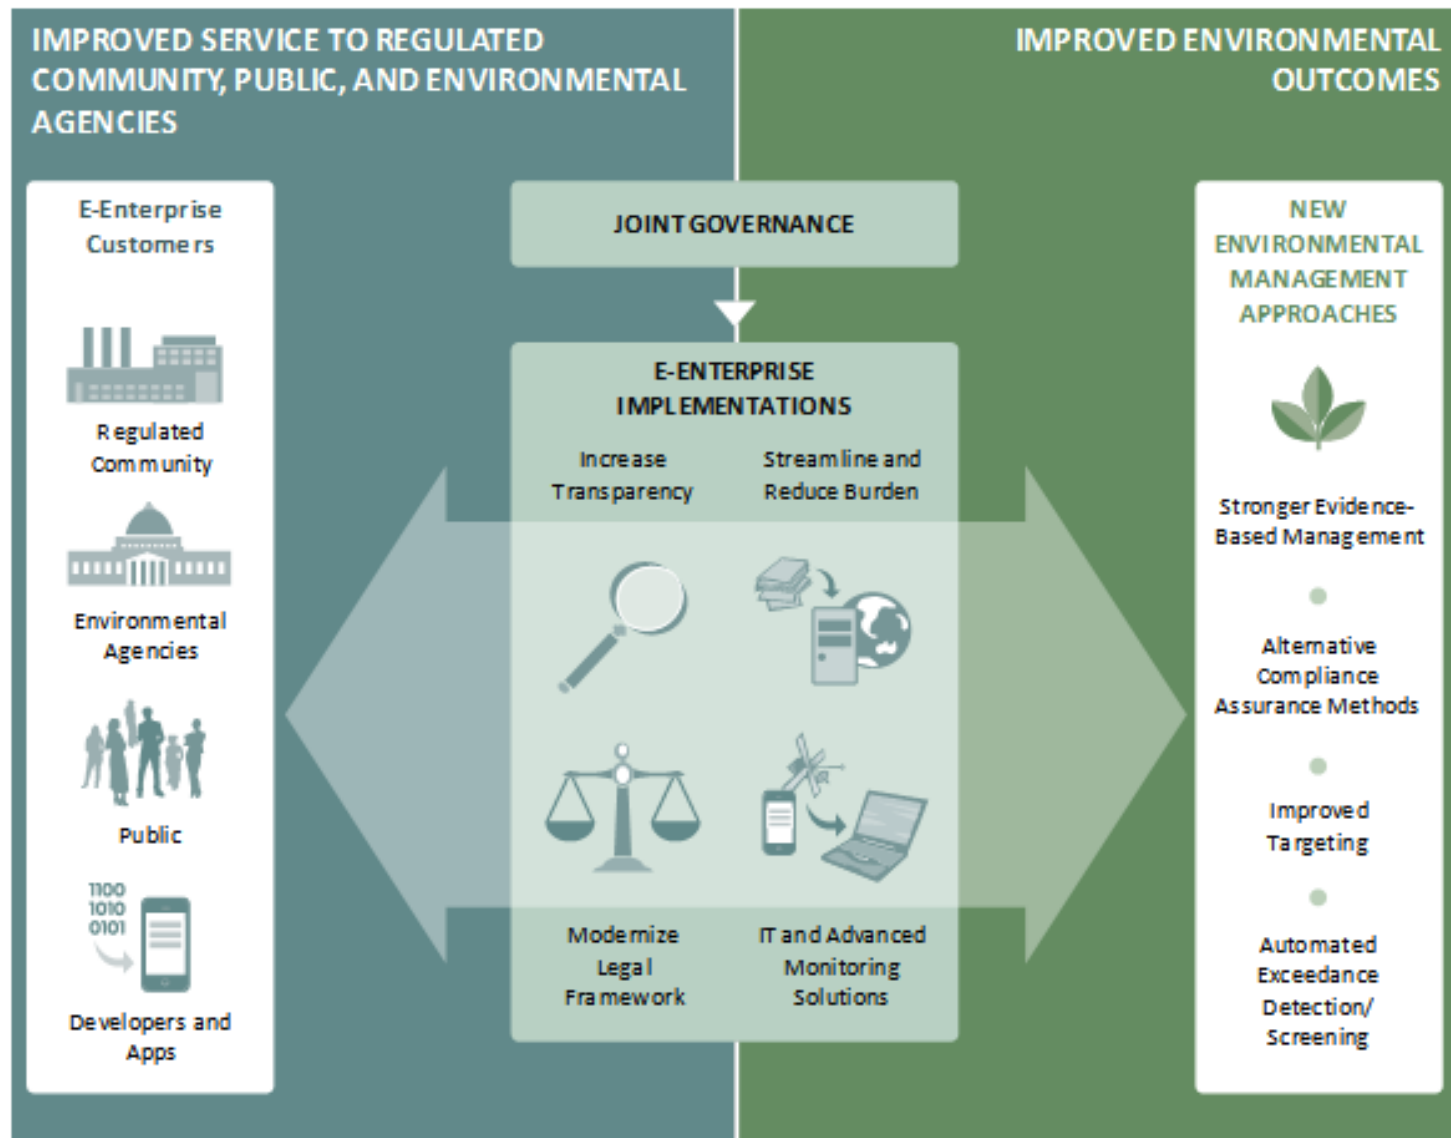 IMPROVED SERVICE TO REGULATED
COMMUNITY, PUBLIC, AND ENVIRONMENTAL
AGENCIES
IMPROVED ENVIRONMENTAL
OUTCOMES
E-Enterprise
Customers
Regulated
Community
Environmental
Agencies
Public
1100
1010
0101
Developers and
Apps
JOINT GOVERNANCE
E-ENTERPRISE
IMPLEMENTATIONS
Increase
Transparency
Streamline and
Reduce Burden
Modernize
Legal
Framework
IT and Advanced
Monitoring
Solutions
NEW
ENVIRONMENTAL
MANAGEMENT
APPROACHES
Stronger Evidence-
Based Management
Alternative
Compliance
Assurance Methods
Improved
Targeting
Automated
Exceedance
Detection/
Screening